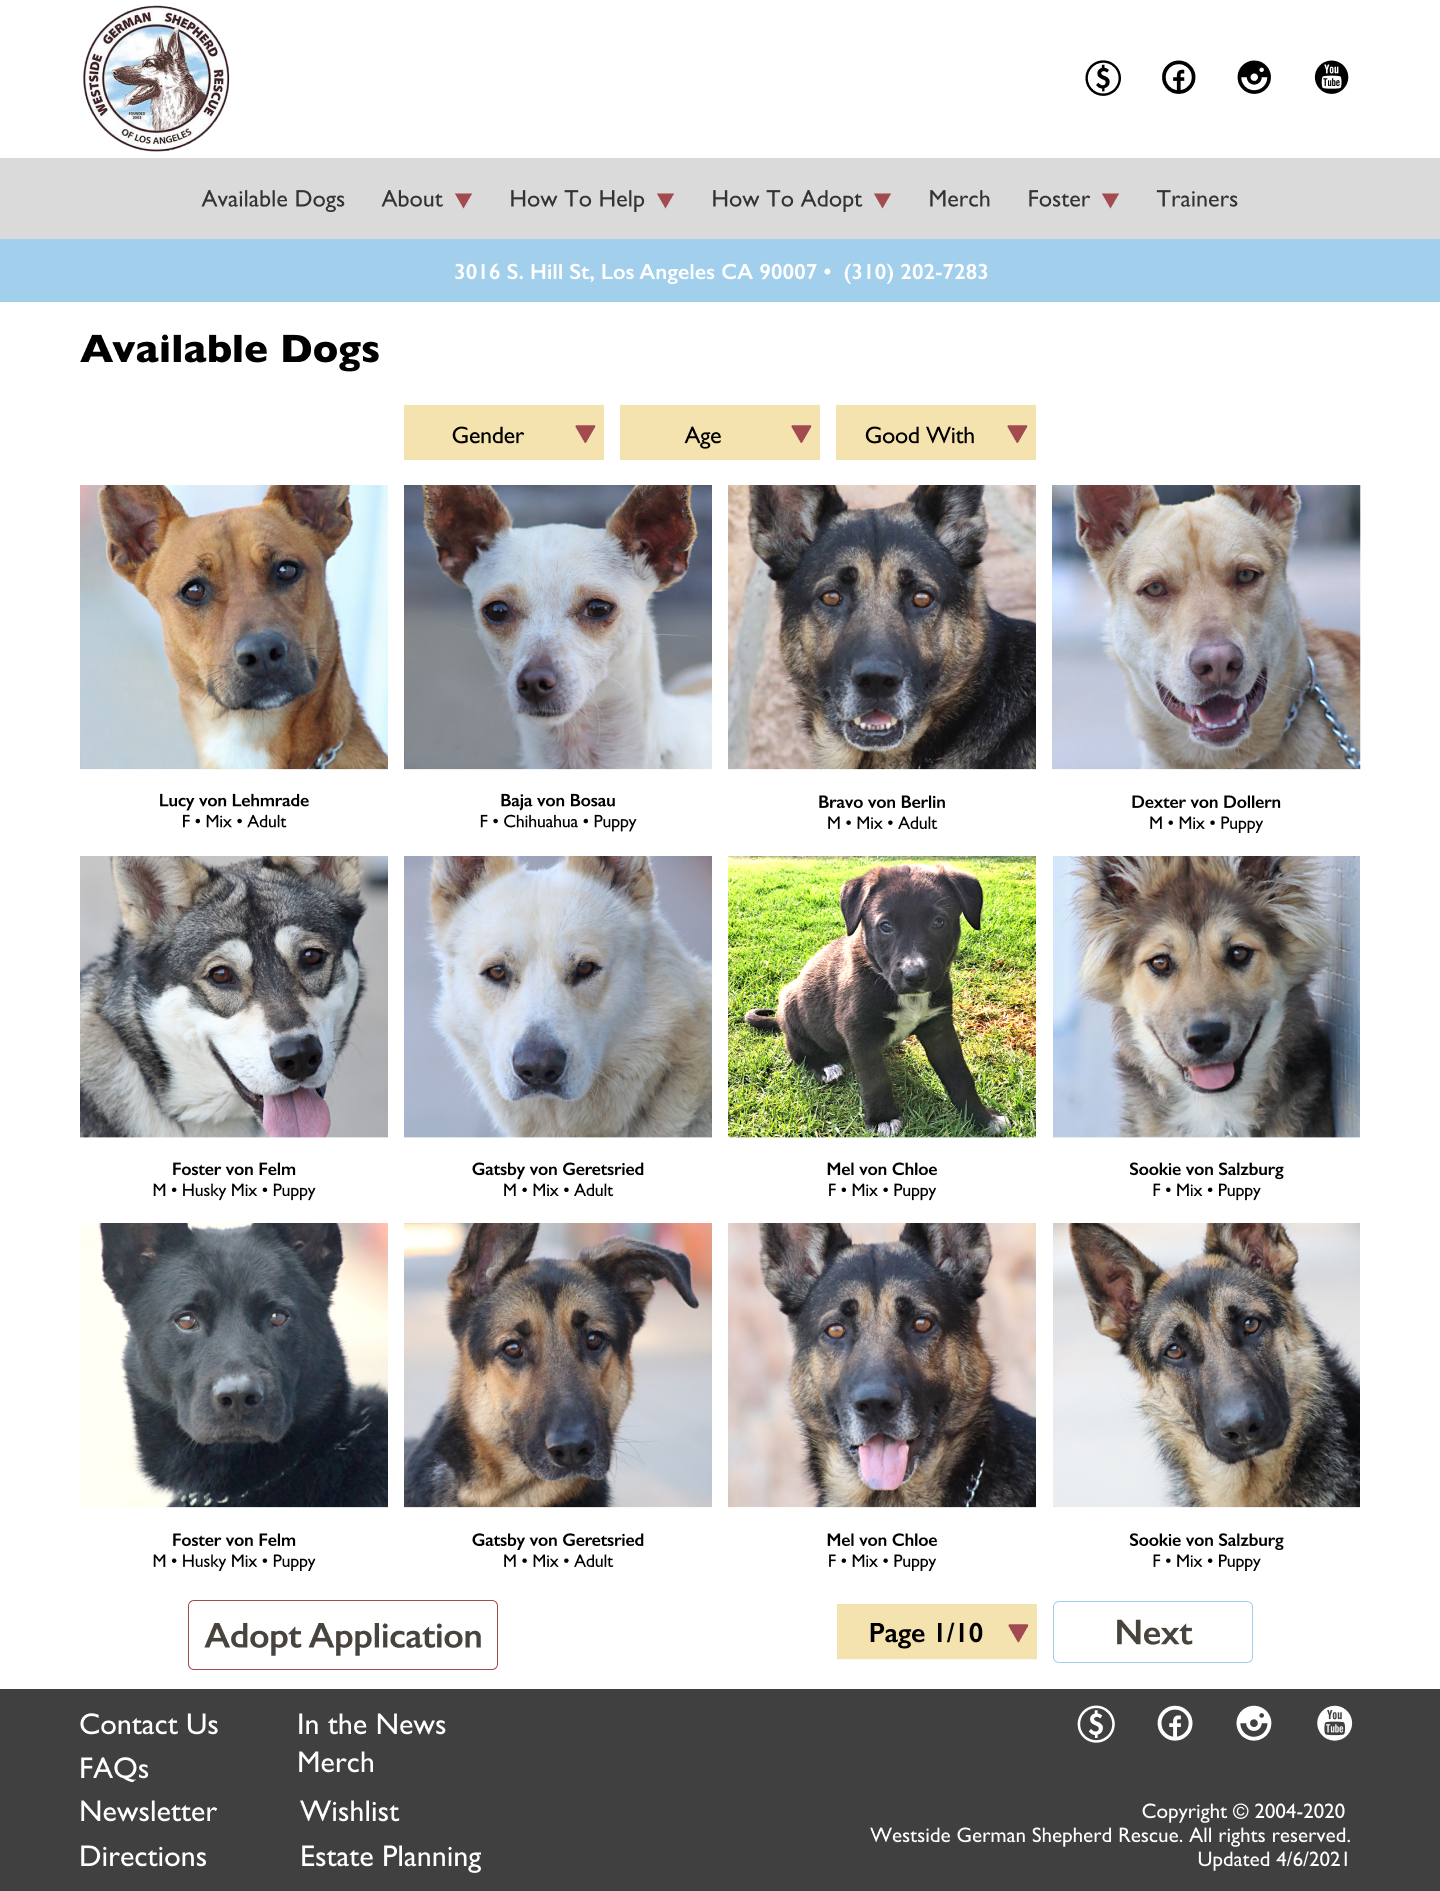 WESTSIDE GERMAN SHEPHERD RESCUE
FOUNDED
2002
OF LOS ANGELES
You
Tube
Available Dogs
About
How To Help
How To Adopt
Merch
Foster
Trainers
3016 S. Hill St, Los Angeles CA 90007 • (310) 202-7283
Available Dogs
Gender
Age
Good With
Lucy von Lehmrade
F • Mix • Adult
Baja von Bosau
F • Chihuahua • Puppy
Bravo von Berlin
M • Mix • Adult
Dexter von Dollern
M • Mix • Puppy
Foster von Felm
M • Husky Mix • Puppy
Gatsby von Geretsried
M • Mix • Adult
Mel von Chloe
F • Mix • Puppy
Sookie von Salzburg
F • Mix • Puppy
Foster von Felm
M • Husky Mix • Puppy
Gatsby von Geretsried
M • Mix • Adult
Mel von Chloe
F • Mix • Puppy
Sookie von Salzburg
F • Mix • Puppy
Adopt Application
Page 1/10
Next
Contact Us
FAQs
Newsletter
Directions
In the News
Merch
Wishlist
Estate Planning
You
Tube
Copyright © 2004-2020
Westside German Shepherd Rescue. All rights reserved.
Updated 4/6/2021